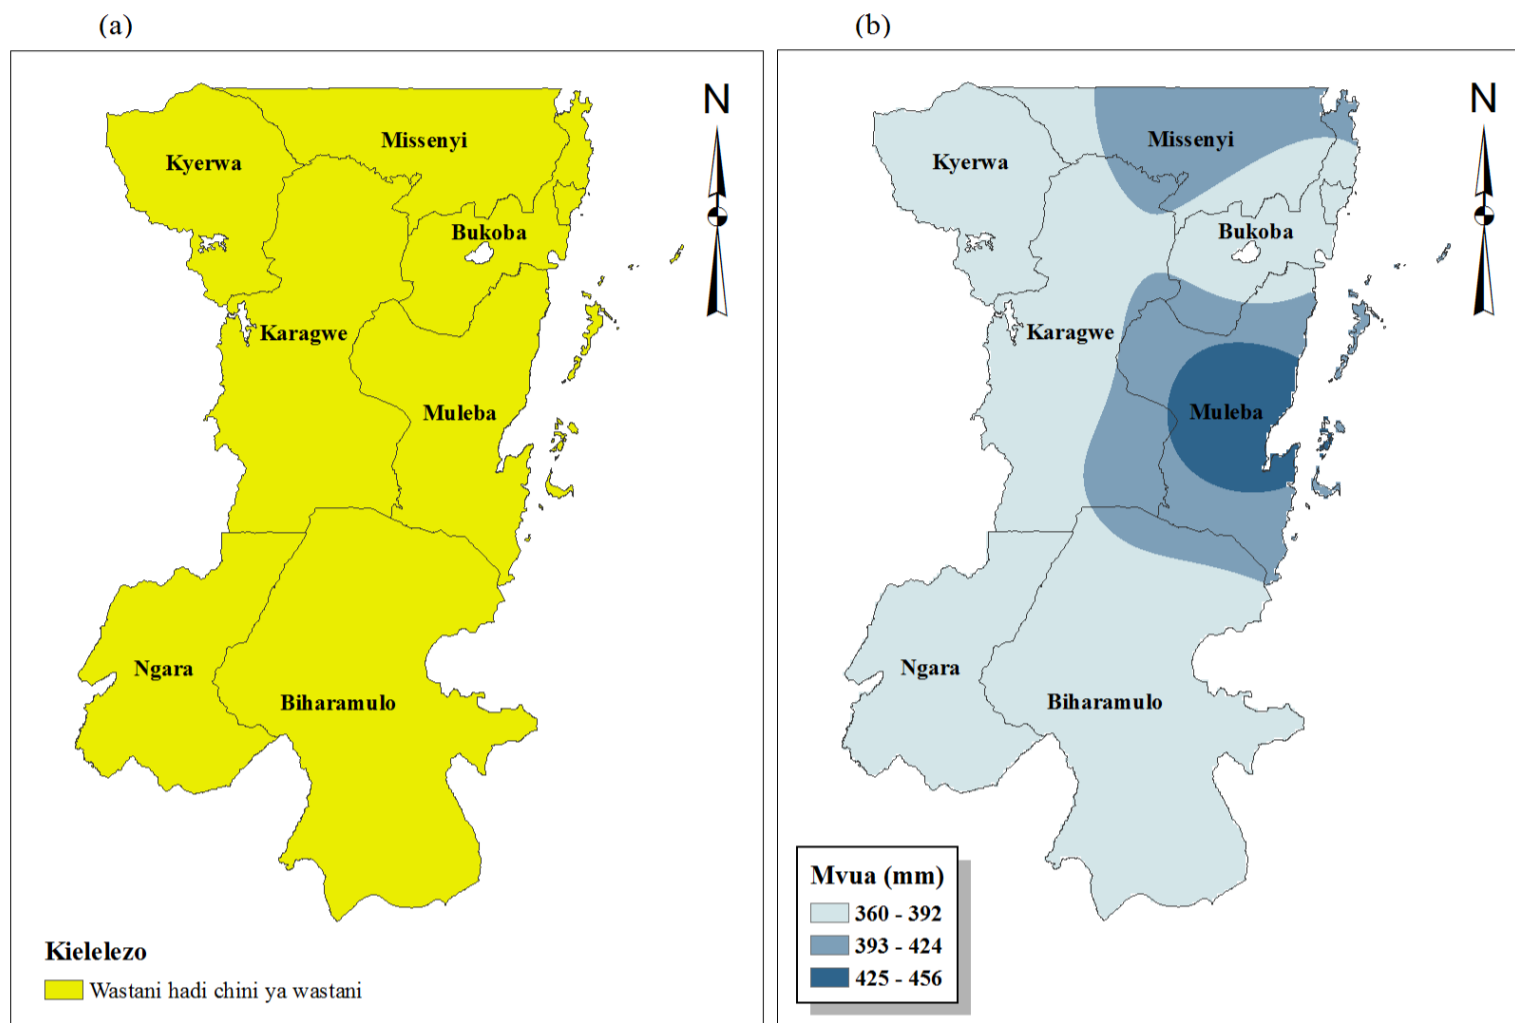 (a)
N
Missenyi
Kyerwa
Bukoba
Karagwe
Muleba
Ngara
Biharamulo
Kielelezo
Wastani hadi chini ya wastani
(b)
N
Missenyi
Kyerwa
Bukoba
Karagwe
Muleba
Ngara
Biharamulo
Mvua (mm)
360 - 392
393 - 424
425 - 456